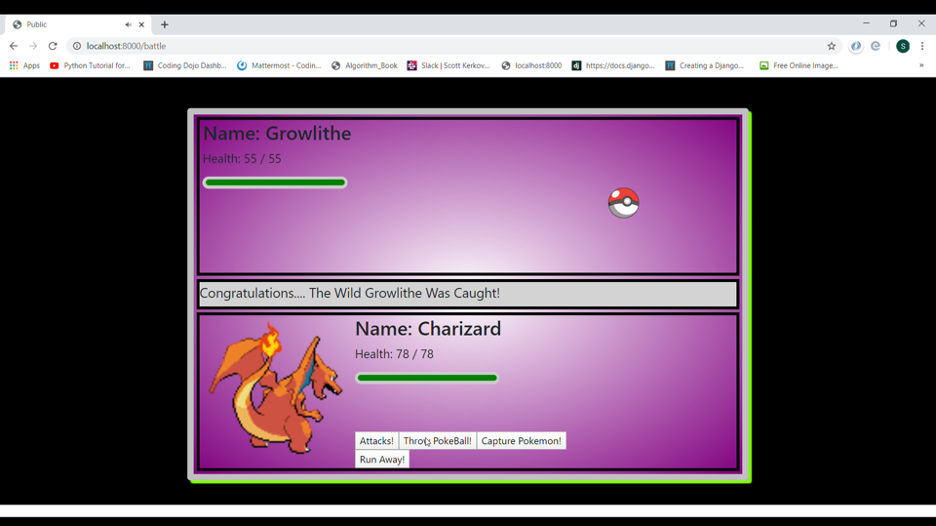 Public
localhost:8000/battle
S
Apps Python Tutorial for... Coding Dojo Dashb... Mattermost - Codin... Algorithm_Book Slack | Scott Kerkov... localhost:8000 https://docs.django... Creating a Django... Free Online Image... »
Name: Growlithe
Health: 55 / 55
Congratulations.... The Wild Growlithe Was Caught!
Name: Charizard
Health: 78 / 78
Attacks! Throw PokeBall! Capture Pokemon!
Run Away!